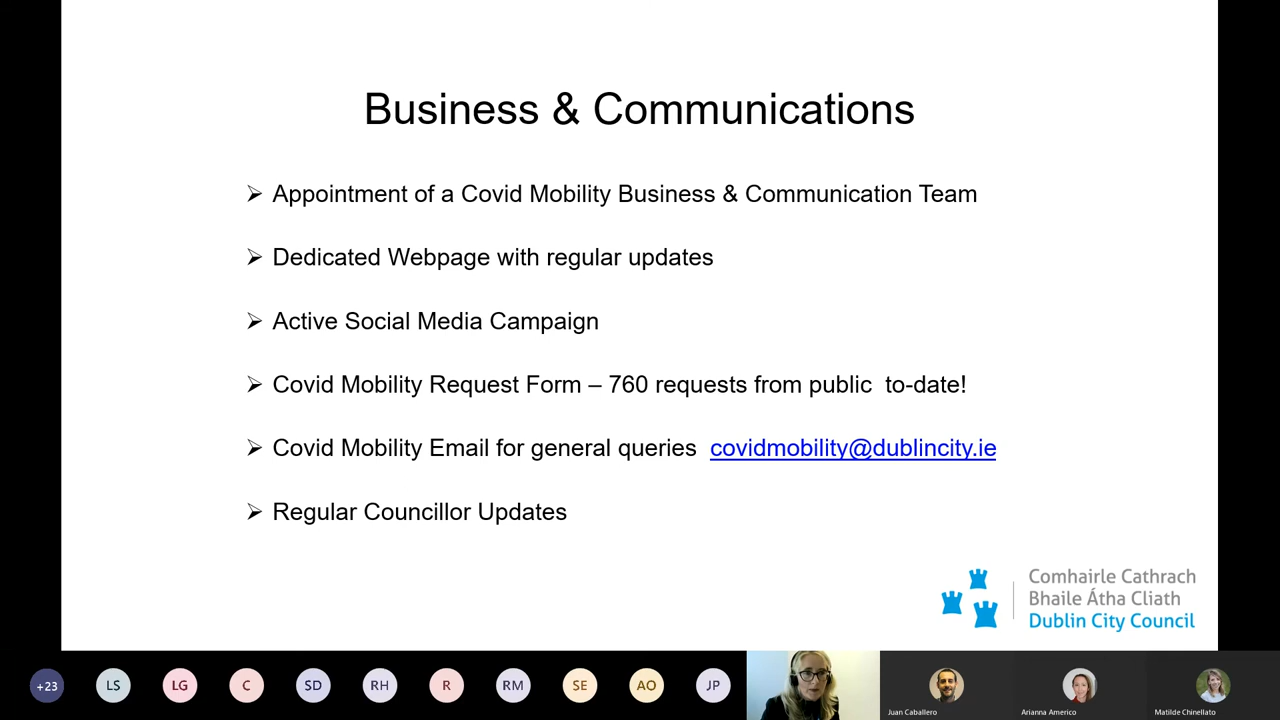 Business & Communications
Appointment of a Covid Mobility Business & Communication Team
Dedicated Webpage with regular updates
Active Social Media Campaign
Covid Mobility Request Form – 760 requests from public  to-date!
Covid Mobility Email for general queries  covidmobility@dublincity.ie
Regular Councillor Updates
Comhairle Cathrach
Bhaile Átha Cliath
Dublin City Council
+23
LS
LG
C
SD
RH
R
RM
SE
AO
JP
Juan Caballero
Arianna Americo
Matilde Chinellato